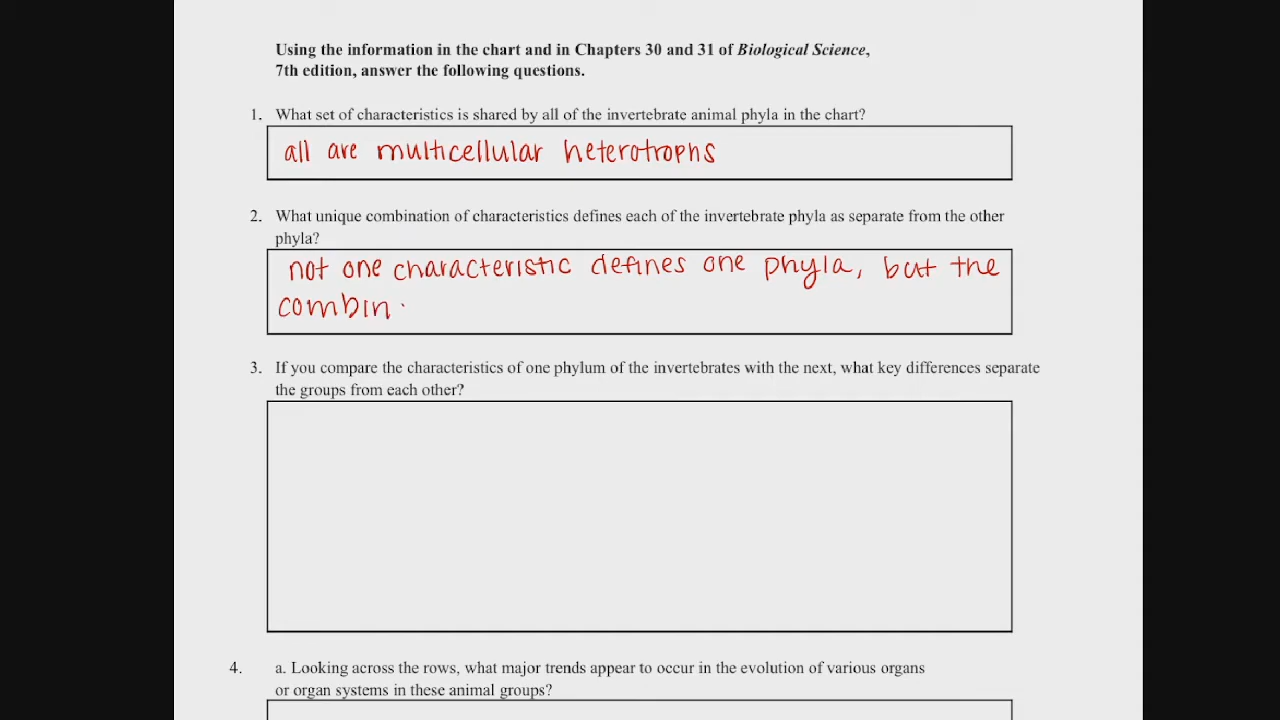 Using the information in the chart and in Chapters 30 and 31 of Biological Science,
7th edition, answer the following questions.
1. What set of characteristics is shared by all of the invertebrate animal phyla in the chart?
all are multicellular heterotrophs
2. What unique combination of characteristics defines each of the invertebrate phyla as separate from the other
phyla?
not one characteristic defines one phyla, but the
combin
3. If you compare the characteristics of one phylum of the invertebrates with the next, what key differences separate
the groups from each other?
4. a. Looking across the rows, what major trends appear to occur in the evolution of various organs
or organ systems in these animal groups?